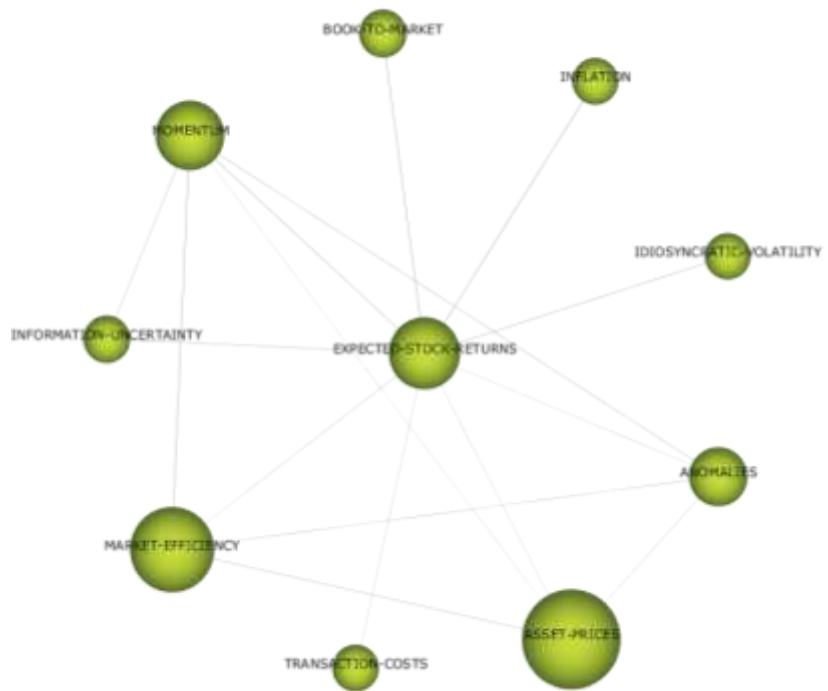 BOOK-TO-MARKET
INFLATION
MOMENTUM
IDIOSYNCRATIC-VOLATILITY
INFORMATION-UNCERTAINTY
EXPECTED-STOCK-RETURNS
ANOMALIES
MARKET-EFFICIENCY
ASSET-PRICES
TRANSACTION-COSTS